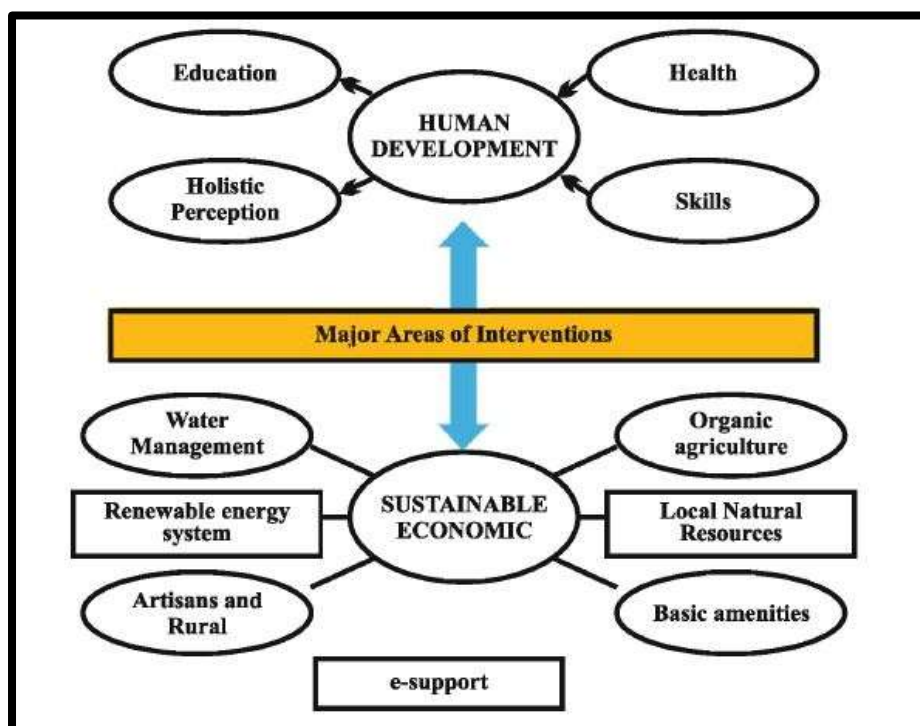 Education
Health
HUMAN
DEVELOPMENT
Holistic
Perception
Skills
Major Areas of Interventions
Water
Management
Organic
agriculture
Renewable energy
system
SUSTAINABLE
ECONOMIC
Local Natural
Resources
Artisans and
Rural
Basic amenities
e-support